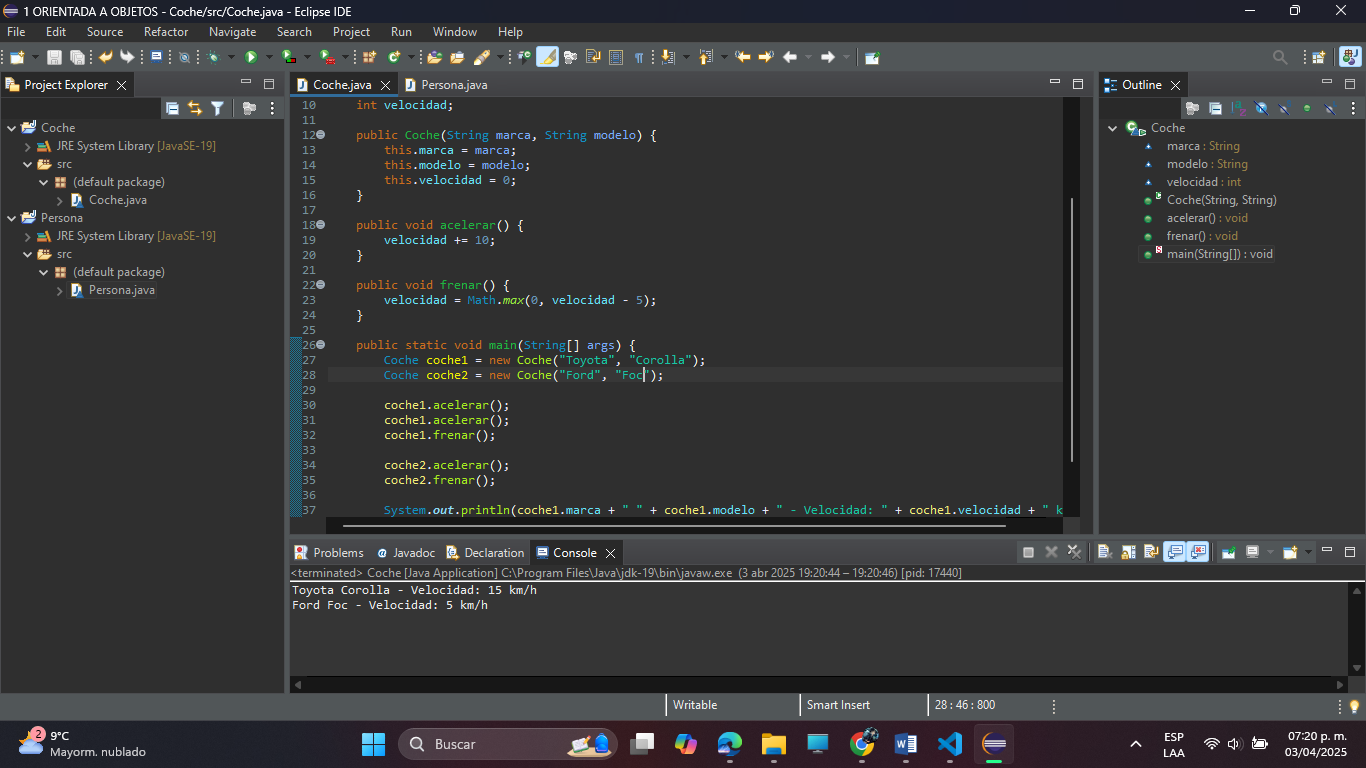 1 ORIENTADA A OBJETOS - Coche/src/Coche.java - Eclipse IDE
File Edit Source Refactor Navigate Search Project Run Window Help
Project Explorer
Coche
JRE System Library [JavaSE-19]
src
(default package)
Coche.java
Persona
JRE System Library [JavaSE-19]
src
(default package)
Persona.java
Coche.java Persona.java
10 int velocidad;
11
12 public Coche(String marca, String modelo) {
13 this.marca = marca;
14 this.modelo = modelo;
15 this.velocidad = 0;
16 }
17
18 public void acelerar() {
19 velocidad += 10;
20 }
21
22 public void frenar() {
23 velocidad = Math.max(0, velocidad - 5);
24 }
25
26 public static void main(String[] args) {
27 Coche coche1 = new Coche("Toyota", "Corolla");
28 Coche coche2 = new Coche("Ford", "Foc");
29
30 coche1.acelerar();
31 coche1.acelerar();
32 coche1.frenar();
33
34 coche2.acelerar();
35 coche2.frenar();
36
37 System.out.println(coche1.marca + " " + coche1.modelo + " - Velocidad: " + coche1.velocidad + " k
Outline
Coche
marca : String
modelo : String
velocidad : int
Coche(String, String)
acelerar() : void
frenar() : void
main(String[]) : void
Problems Javadoc Declaration Console
<terminated> Coche [Java Application] C:\Program Files\Java\jdk-19\bin\javaw.exe (3 abr 2025 19:20:44 – 19:20:46) [pid: 17440]
Toyota Corolla - Velocidad: 15 km/h
Ford Foc - Velocidad: 5 km/h
Writable Smart Insert 28 : 46 : 800
2
9°C
Mayorm. nublado
Buscar
ESP
LAA
07:20 p. m.
03/04/2025